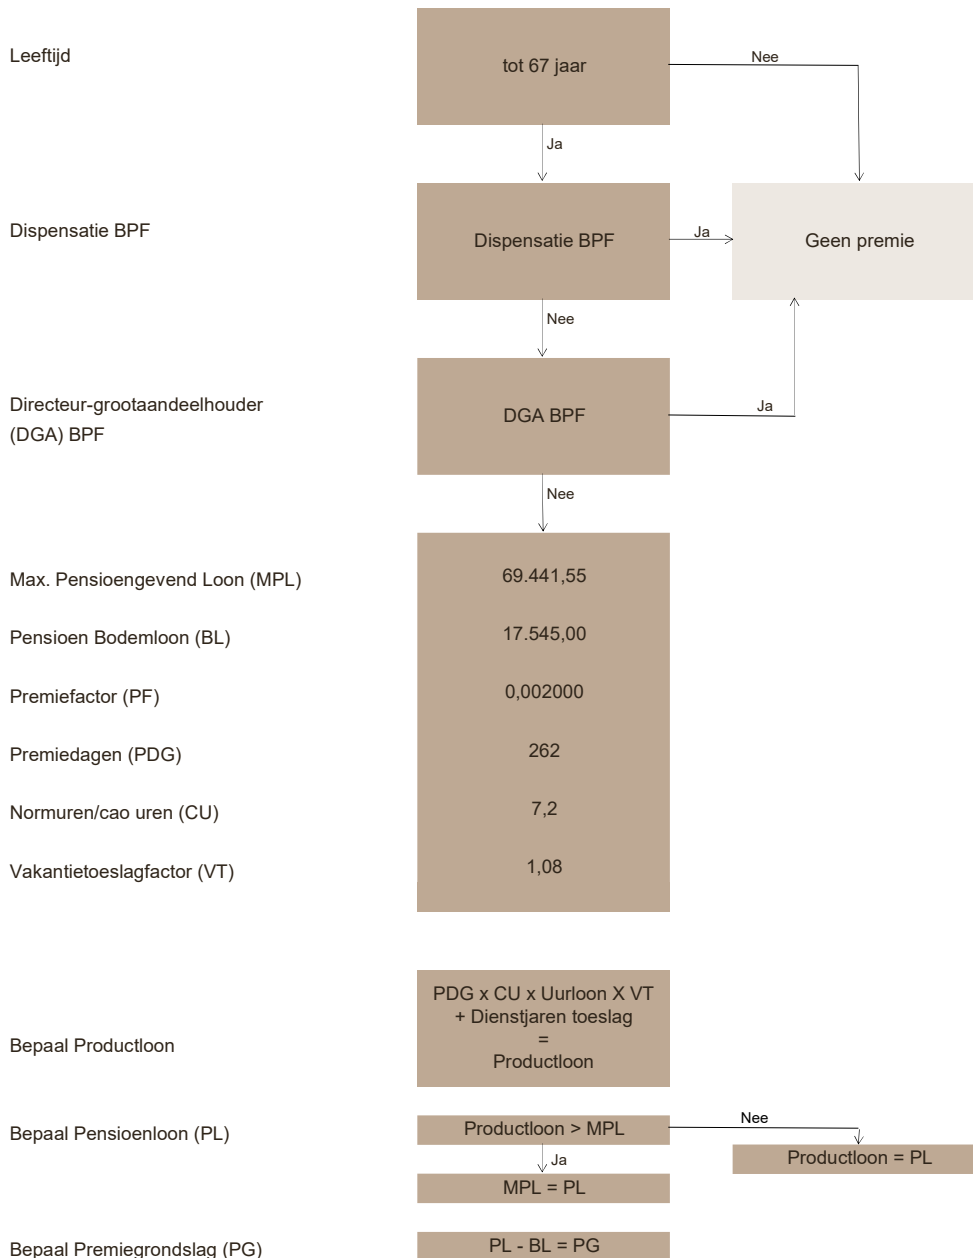 Leeftijd
tot 67 jaar
Nee
Ja
Dispensatie BPF
Dispensatie BPF
Ja
Geen premie
Nee
Directeur-grootaandeelhouder
(DGA) BPF
DGA BPF
Ja
Nee
Max. Pensioengevend Loon (MPL)
69.441,55
Pensioen Bodemloon (BL)
17.545,00
Premiefactor (PF)
0,002000
Premiedagen (PDG)
262
Normuren/cao uren (CU)
7,2
Vakantietoeslagfactor (VT)
1,08
Bepaal Productloon
PDG x CU x Uurloon X VT
+ Dienstjaren toeslag
=
Productloon
Bepaal Pensioenloon (PL)
Productloon > MPL
Nee
Productloon = PL
Ja
MPL = PL
Bepaal Premiegrondslag (PG)
PL - BL = PG